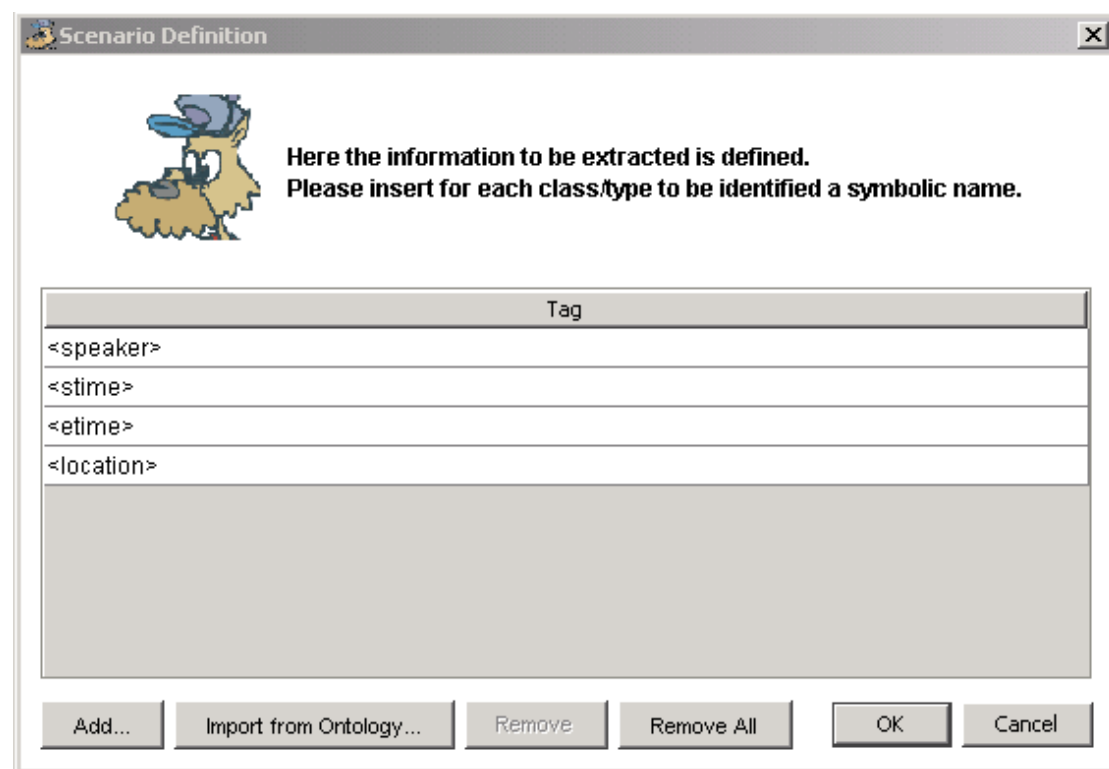 Scenario Definition
Here the information to be extracted is defined.
Please insert for each class/type to be identified a symbolic name.
Tag
<speaker>
<stime>
<etime>
<location>
Add... Import from Ontology... Remove Remove All OK Cancel